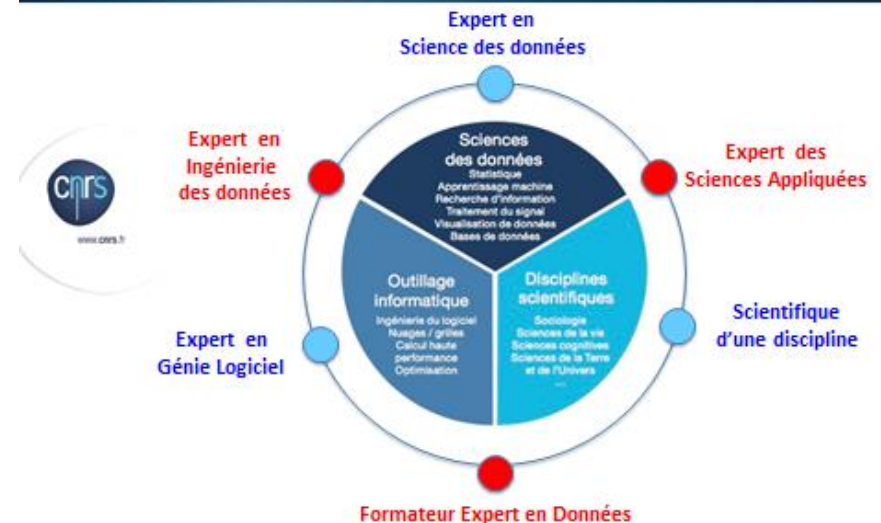 Expert en
Science des données
Expert en
Ingénierie
des données
Expert des
Sciences Appliquées
cnrs
www.cnrs.fr
Sciences
des données
Statistique
Apprentissage machine
Recherche d'information
Traitement du signal
Visualisation de données
Bases de données
Outillage
informatique
Ingénierie du logiciel
Nuages / grilles
Calcul haute
performance
Optimisation
Disciplines
scientifiques
Sociologie
Sciences de la vie
Sciences cognitives
Sciences de la Terre
et de l'Univers
...
Expert en
Génie Logiciel
Scientifique
d'une discipline
Formateur Expert en Données